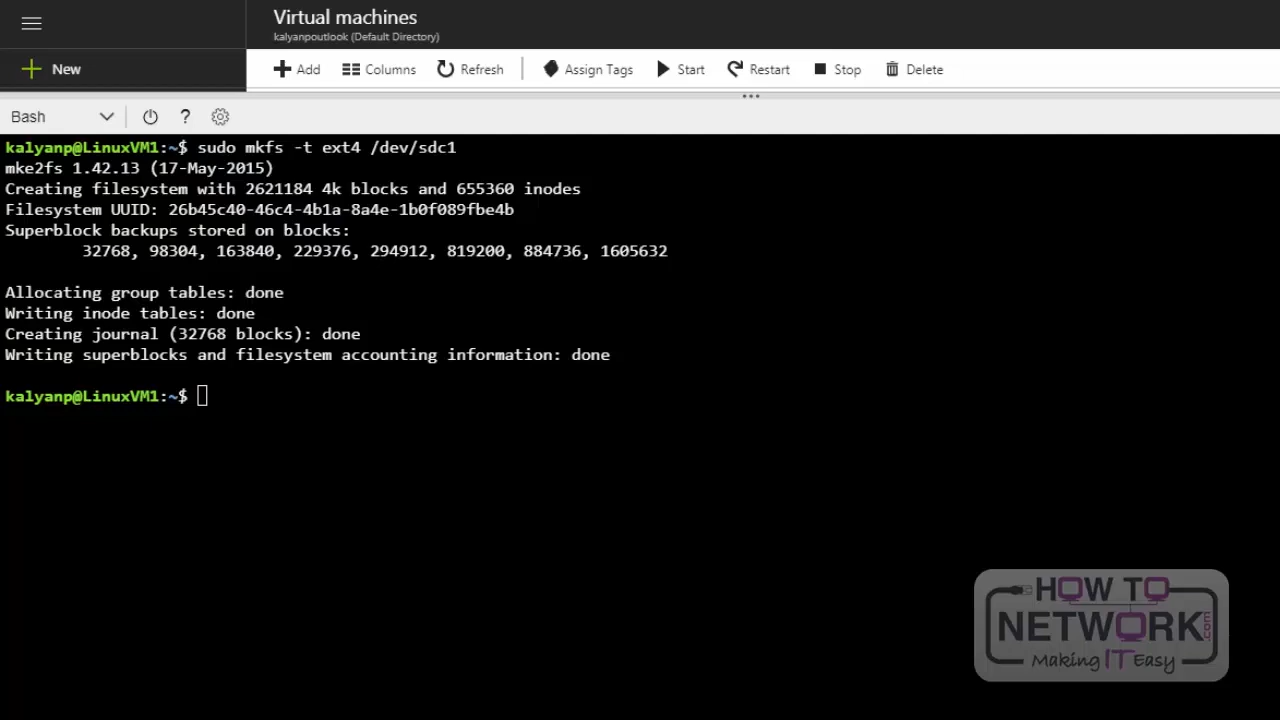 Virtual machines
kalyanpoutlook (Default Directory)
New
Add Columns Refresh Assign Tags Start Restart Stop Delete
Bash ?
kalyanp@LinuxVM1:~$ sudo mkfs -t ext4 /dev/sdc1
mke2fs 1.42.13 (17-May-2015)
Creating filesystem with 2621184 4k blocks and 655360 inodes
Filesystem UUID: 26b45c40-46c4-4b1a-8a4e-1b0f089fbe4b
Superblock backups stored on blocks:
32768, 98304, 163840, 229376, 294912, 819200, 884736, 1605632
Allocating group tables: done
Writing inode tables: done
Creating journal (32768 blocks): done
Writing superblocks and filesystem accounting information: done
kalyanp@LinuxVM1:~$
HOW TO
NETWORK.com
Making IT Easy